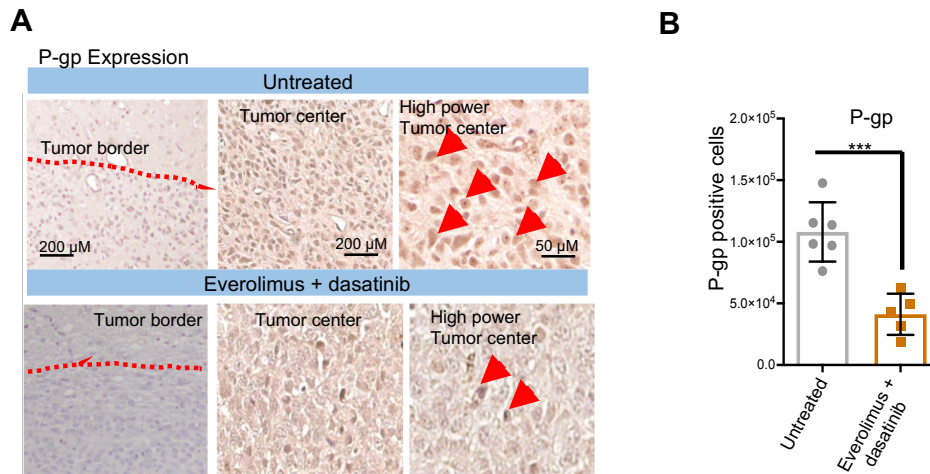 A
P-gp Expression
Untreated
Tumor border
200 µM
Tumor center
200 µM
High power
Tumor center
50 µM
Everolimus + dasatinib
Tumor border
Tumor center
High power
Tumor center
B
P-gp
***
P-gp positive cells
2.0×10⁵
1.5×10⁵
1.0×10⁵
5.0×10⁴
0.0
Untreated
Everolimus +
dasatinib